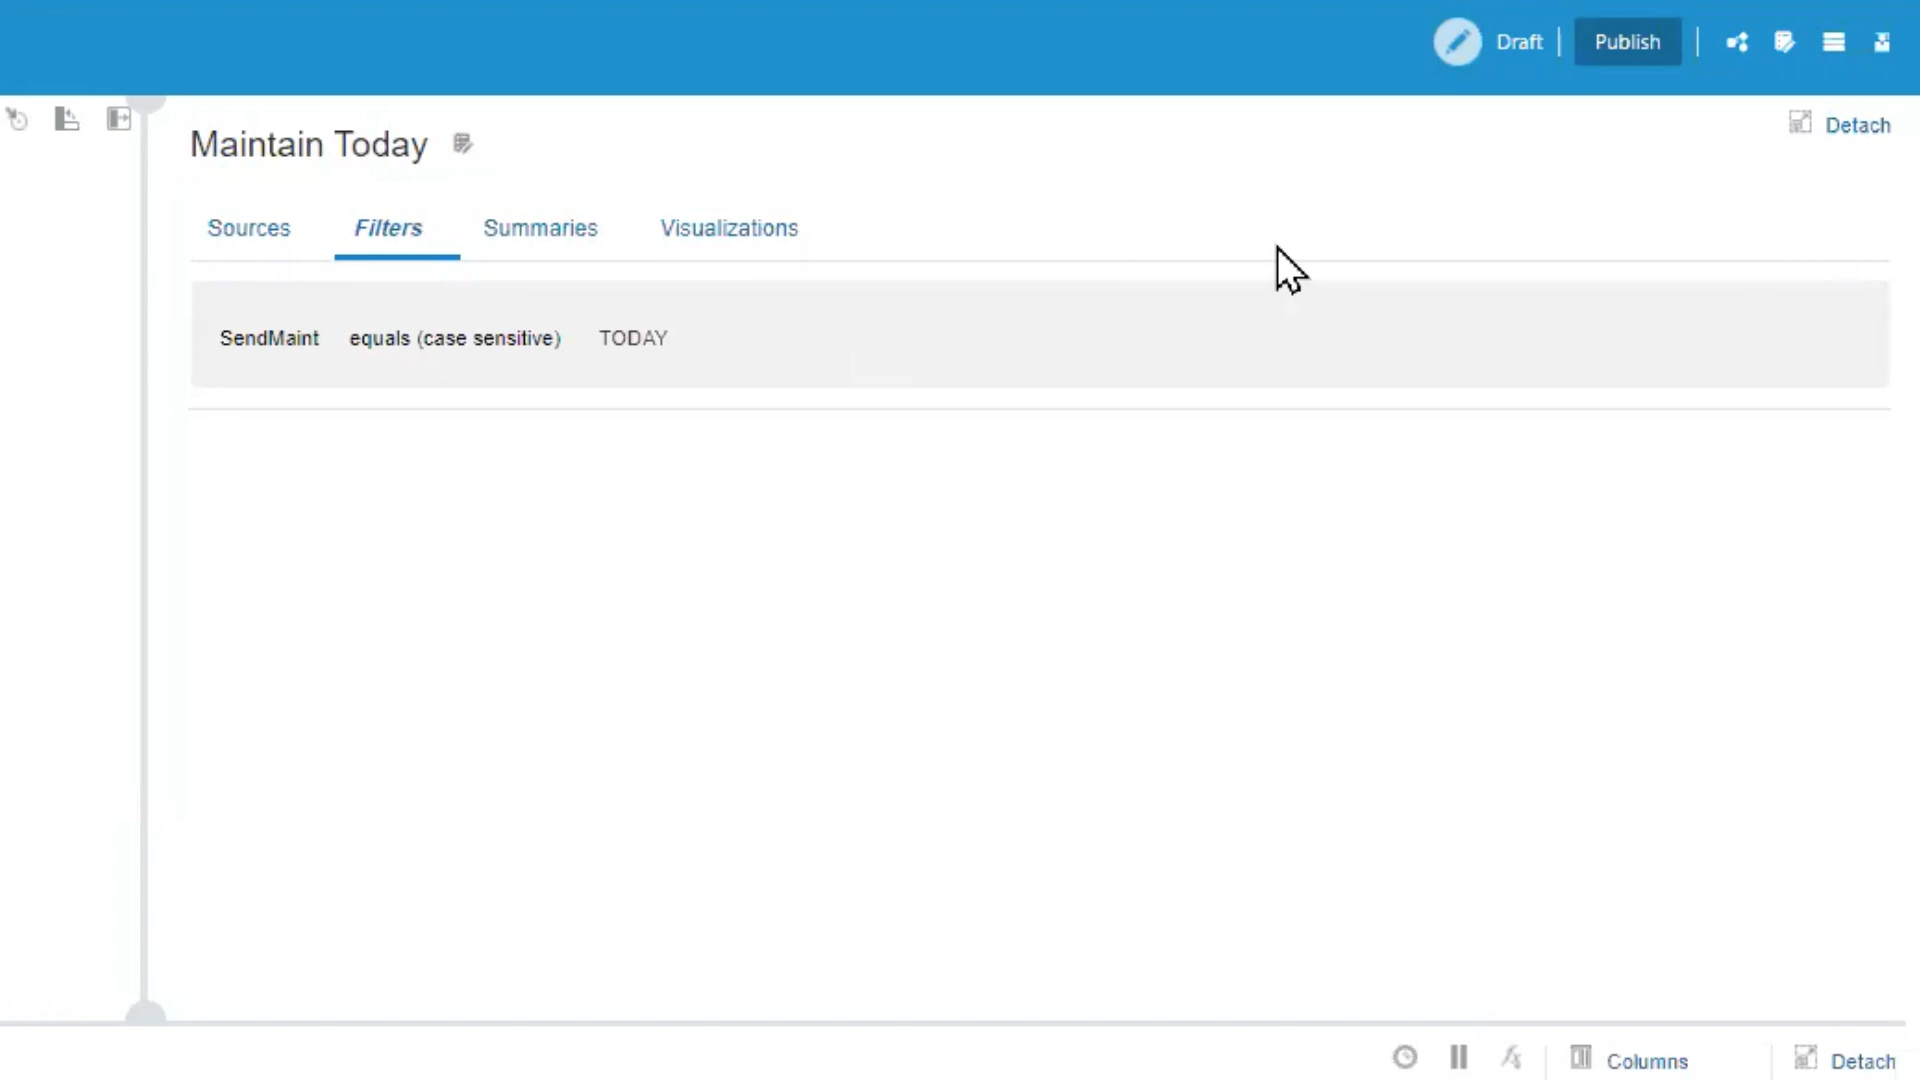 Draft
Publish
Maintain Today
Detach
Sources Filters Summaries Visualizations
SendMaint equals (case sensitive) TODAY
Columns
Detach